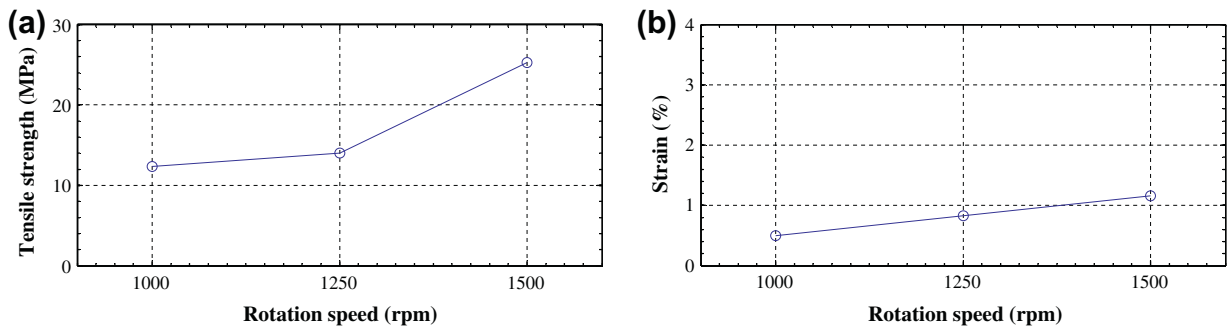 (a)
Tensile strength (MPa)
30
20
10
0
1000 1250 1500
Rotation speed (rpm)
(b)
Strain (%)
4
3
2
1
0
1000 1250 1500
Rotation speed (rpm)